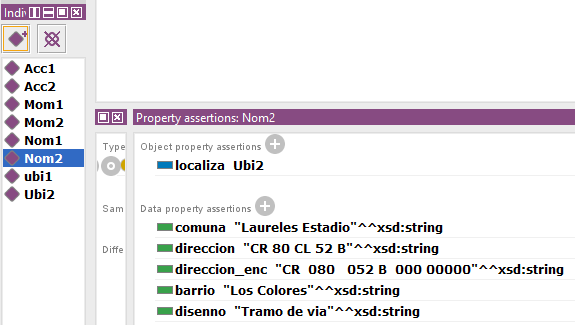 Indiv
Acc1
Acc2
Mom1
Mom2
Nom1
Nom2
ubi1
Ubi2
Type
Sam
Diffe
Property assertions: Nom2
Object property assertions
localiza Ubi2
Data property assertions
comuna "Laureles Estadio"^^xsd:string
direccion "CR 80 CL 52 B"^^xsd:string
direccion_enc "CR 080 052 B 000 00000"^^xsd:string
barrio "Los Colores"^^xsd:string
disenno "Tramo de via"^^xsd:string